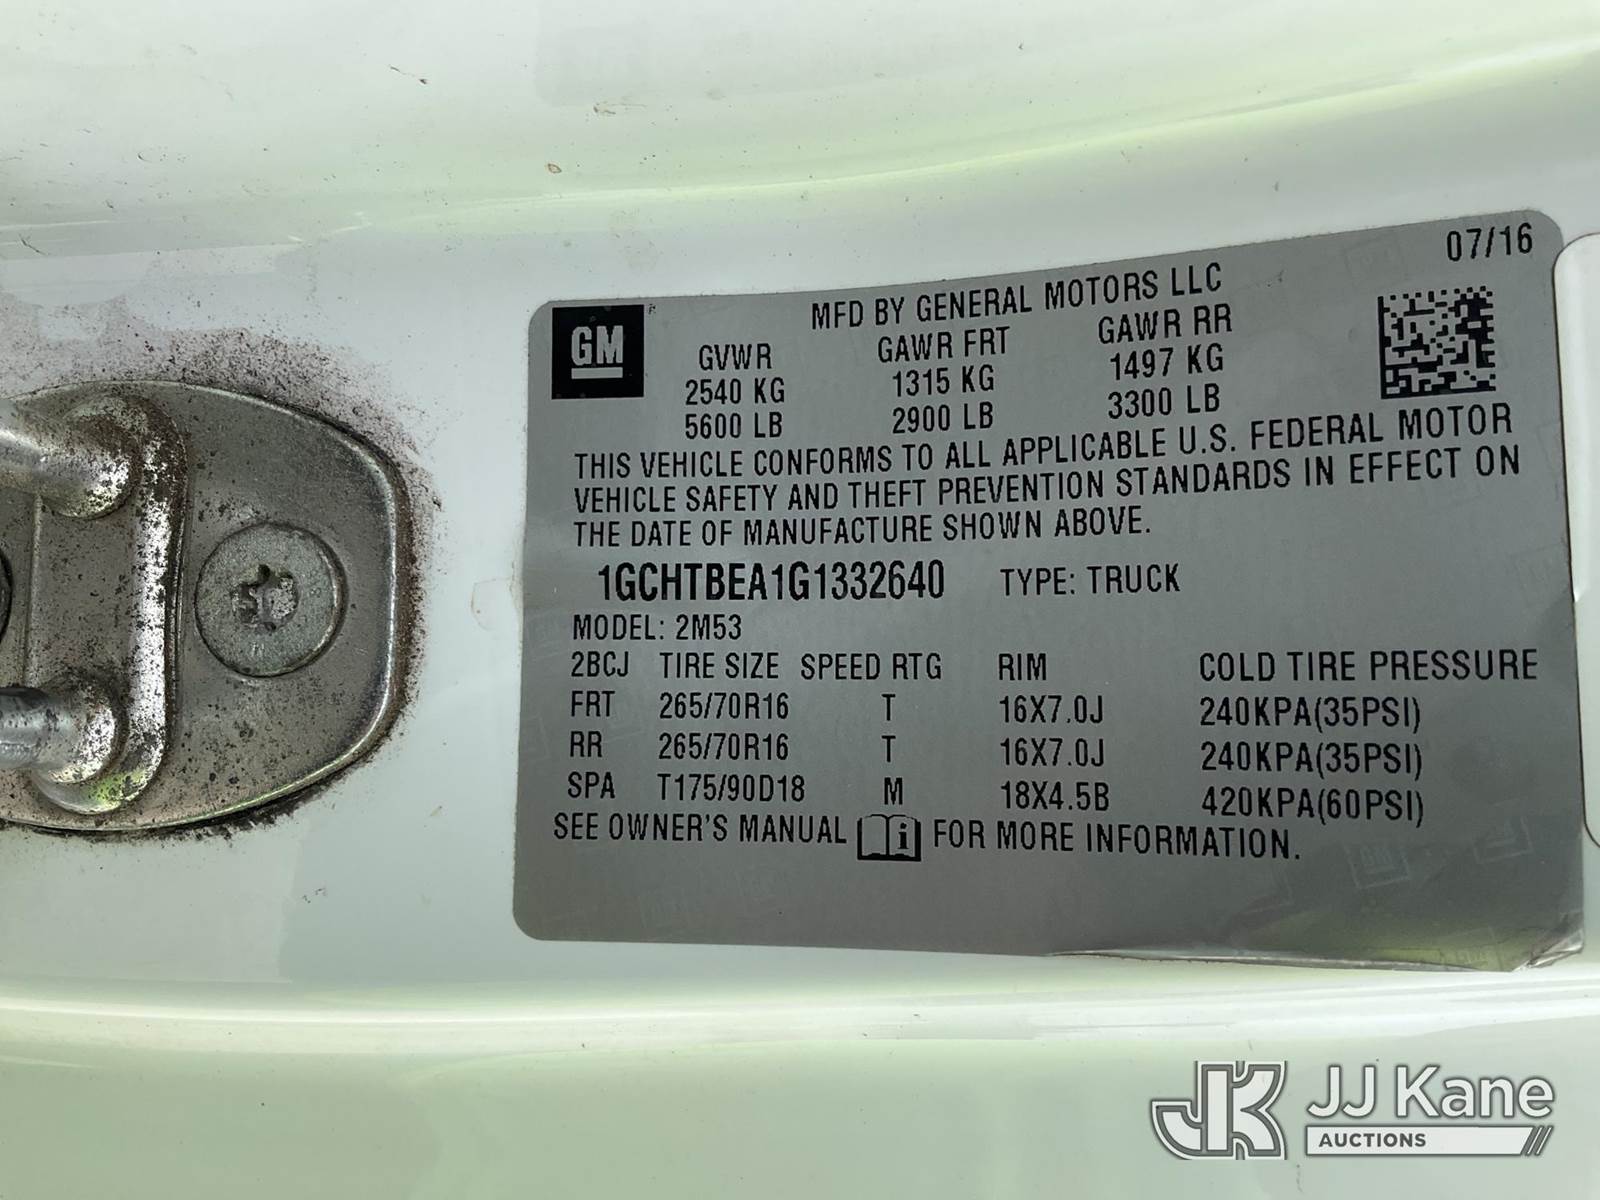 07/16
MFD BY GENERAL MOTORS LLC
GM
GVWR GAWR FRT GAWR RR
2540 KG 1315 KG 1497 KG
5600 LB 2900 LB 3300 LB
THIS VEHICLE CONFORMS TO ALL APPLICABLE U.S. FEDERAL MOTOR
VEHICLE SAFETY AND THEFT PREVENTION STANDARDS IN EFFECT ON
THE DATE OF MANUFACTURE SHOWN ABOVE.
1GCHTBEA1G1332640 TYPE: TRUCK
MODEL: 2M53
2BCJ TIRE SIZE SPEED RTG RIM COLD TIRE PRESSURE
FRT 265/70R16 T 16X7.0J 240KPA(35PSI)
RR 265/70R16 T 16X7.0J 240KPA(35PSI)
SPA T175/90D18 M 18X4.5B 420KPA(60PSI)
SEE OWNER'S MANUAL i FOR MORE INFORMATION.
JK JJ Kane
AUCTIONS